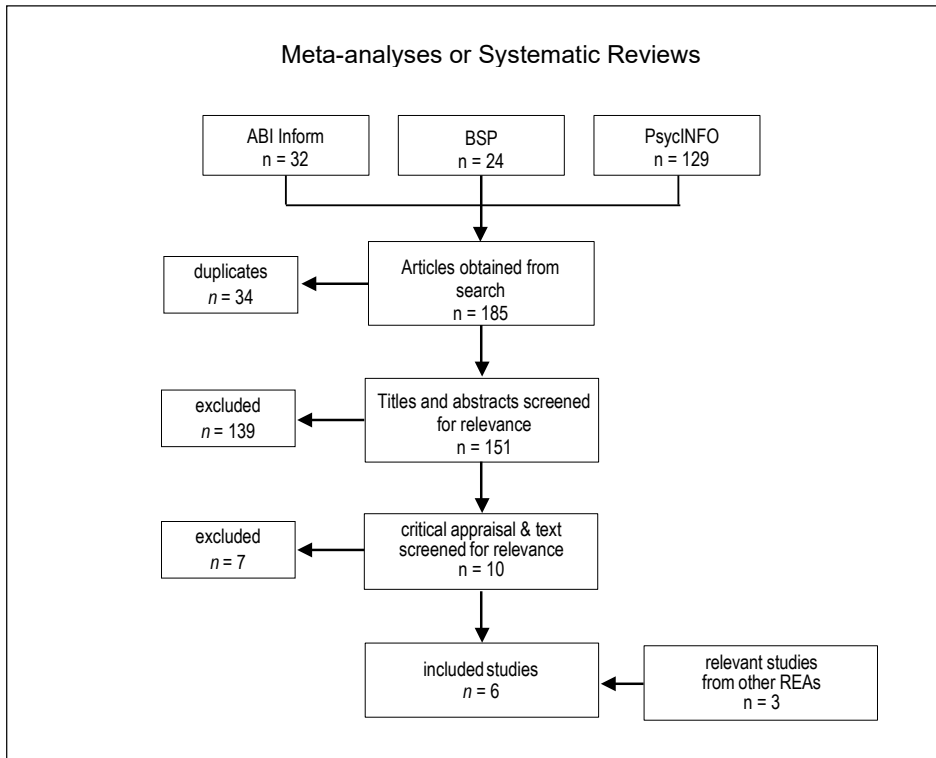 Meta-analyses or Systematic Reviews
ABI Inform
n = 32
BSP
n = 24
PsycINFO
n = 129
Articles obtained from
search
n = 185
duplicates
n = 34
Titles and abstracts screened
for relevance
n = 151
excluded
n = 139
critical appraisal & text
screened for relevance
n = 10
excluded
n = 7
included studies
n = 6
relevant studies
from other REAs
n = 3